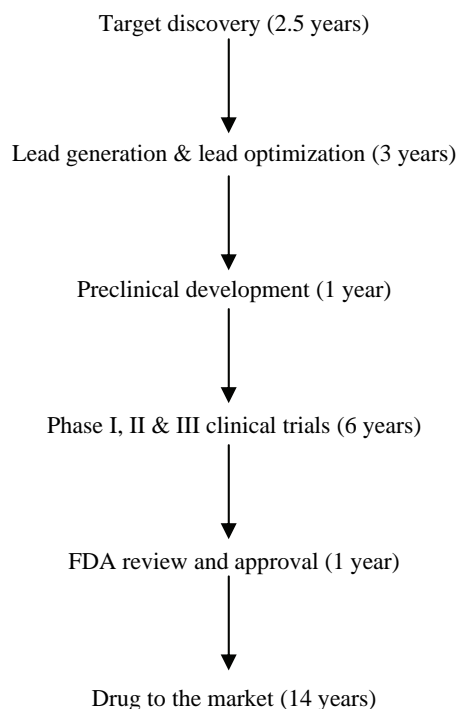 Target discovery (2.5 years)
Lead generation & lead optimization (3 years)
Preclinical development (1 year)
Phase I, II & III clinical trials (6 years)
FDA review and approval (1 year)
Drug to the market (14 years)